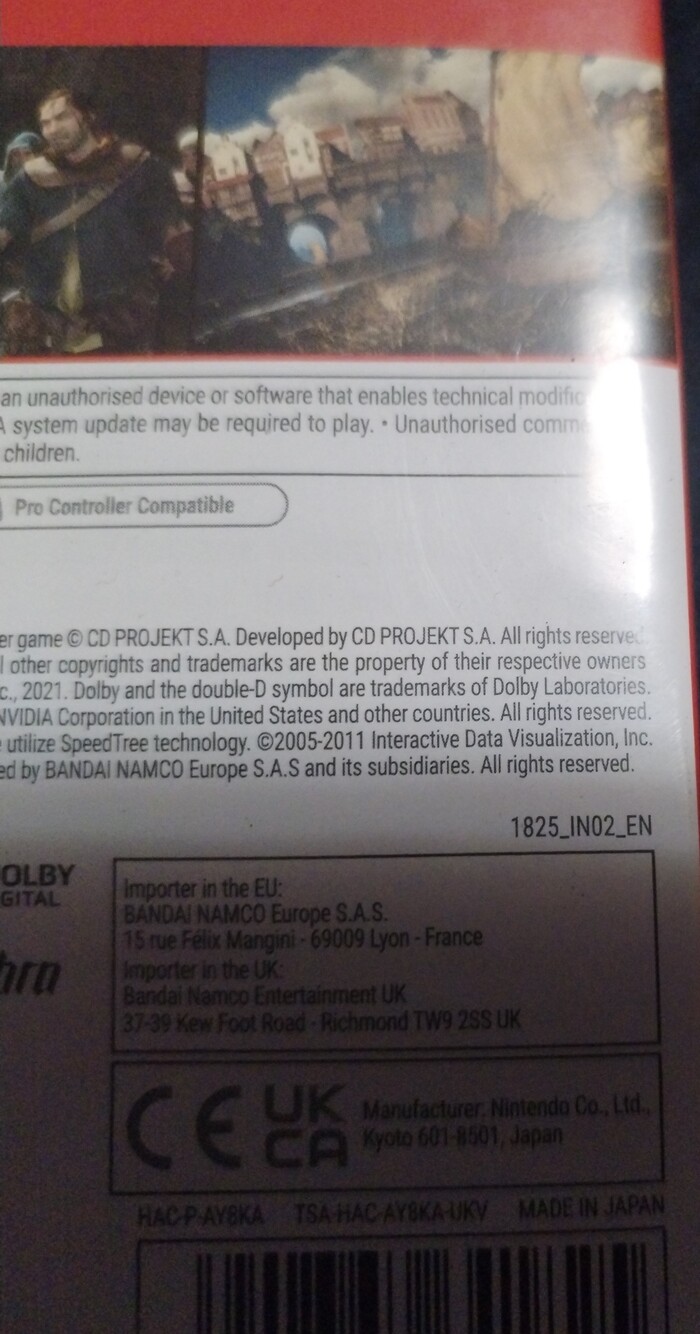 an unauthorised device or software that enables technical modific
A system update may be required to play. • Unauthorised comme
children.
Pro Controller Compatible
er game © CD PROJEKT S.A. Developed by CD PROJEKT S.A. All rights reserved.
l other copyrights and trademarks are the property of their respective owners
c., 2021. Dolby and the double-D symbol are trademarks of Dolby Laboratories.
NVIDIA Corporation in the United States and other countries. All rights reserved.
e utilize SpeedTree technology. ©2005-2011 Interactive Data Visualization, Inc.
ed by BANDAI NAMCO Europe S.A.S and its subsidiaries. All rights reserved.
1825_IN02_EN
OLBY
GITAL
Importer in the EU:
BANDAI NAMCO Europe S.A.S.
15 rue Félix Mangini - 69009 Lyon - France
Importer in the UK:
Bandai Namco Entertainment UK
37-39 Kew Foot Road - Richmond TW9 2SS UK
CE UK CA
Manufacturer: Nintendo Co., Ltd.,
Kyoto 601-8501, Japan
HAC-P-AY8KA TSA-HAC-AY8KA-UKV MADE IN JAPAN